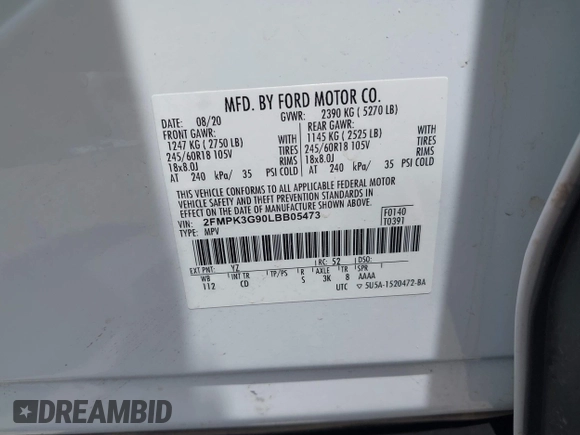 MFD. BY FORD MOTOR CO.
DATE: 08/20 GVWR: 2390 KG ( 5270 LB)
FRONT GAWR: REAR GAWR:
1247 KG ( 2750 LB) WITH 1145 KG ( 2525 LB) WITH
245/60R18 105V TIRES 245/60R18 105V TIRES
18x8.0J RIMS 18x8.0J RIMS
AT 240 kPa/ 35 PSI COLD AT 240 kPa/ 35 PSI COLD
THIS VEHICLE CONFORMS TO ALL APPLICABLE FEDERAL MOTOR
VEHICLE SAFETY AND THEFT PREVENTION STANDARDS IN
EFFECT ON THE DATE OF MANUFACTURE SHOWN ABOVE.
VIN: 2FMPK3G90LBB05473 F0140
TYPE: MPV T0391
EXT PNT: YZ RC: 52 DSO:
WB INT TR TP/PS R AXLE TR SPR
112 CD S 3K 8 AAAA
UTC ▽ 5U5A-1520472-BA
DREAMBID